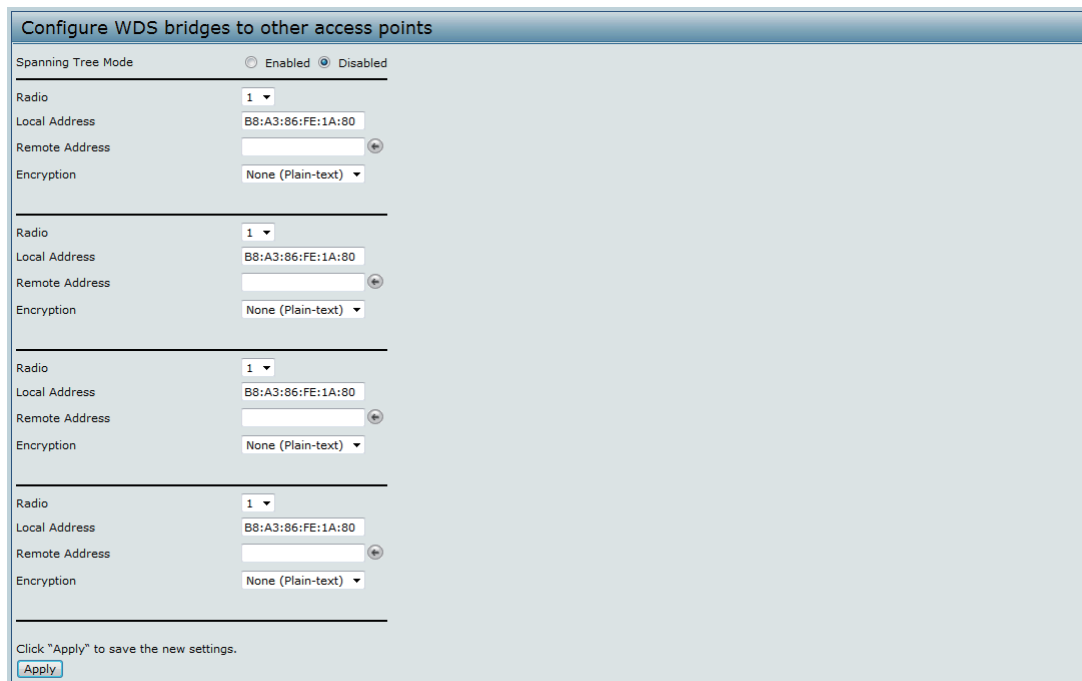 Configure WDS bridges to other access points
Spanning Tree Mode Enabled Disabled
Radio 1
Local Address B8:A3:86:FE:1A:80
Remote Address
Encryption None (Plain-text)
Radio 1
Local Address B8:A3:86:FE:1A:80
Remote Address
Encryption None (Plain-text)
Radio 1
Local Address B8:A3:86:FE:1A:80
Remote Address
Encryption None (Plain-text)
Radio 1
Local Address B8:A3:86:FE:1A:80
Remote Address
Encryption None (Plain-text)
Click "Apply" to save the new settings.
Apply